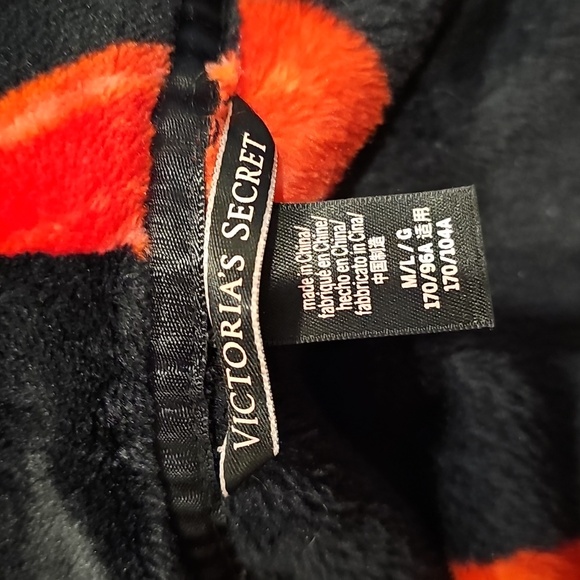 VICTORIA'S SECRET
made in China/
fabriqué en Chine/
hecho en China/
fabbricato in Cina/
中国制造
M/L/G
170/96A 适用
170/104A